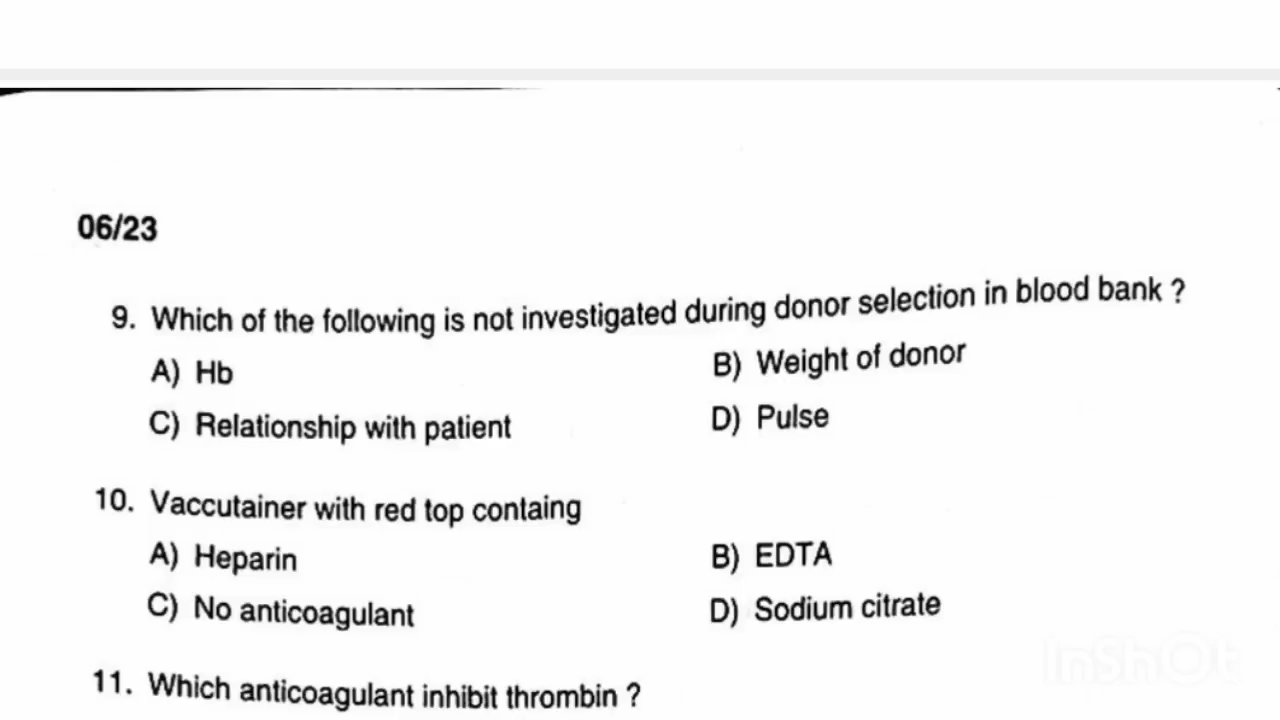 06/23
9. Which of the following is not investigated during donor selection in blood bank ?
A) Hb B) Weight of donor
C) Relationship with patient D) Pulse
10. Vaccutainer with red top containg
A) Heparin B) EDTA
C) No anticoagulant D) Sodium citrate
11. Which anticoagulant inhibit thrombin ?
InShOt